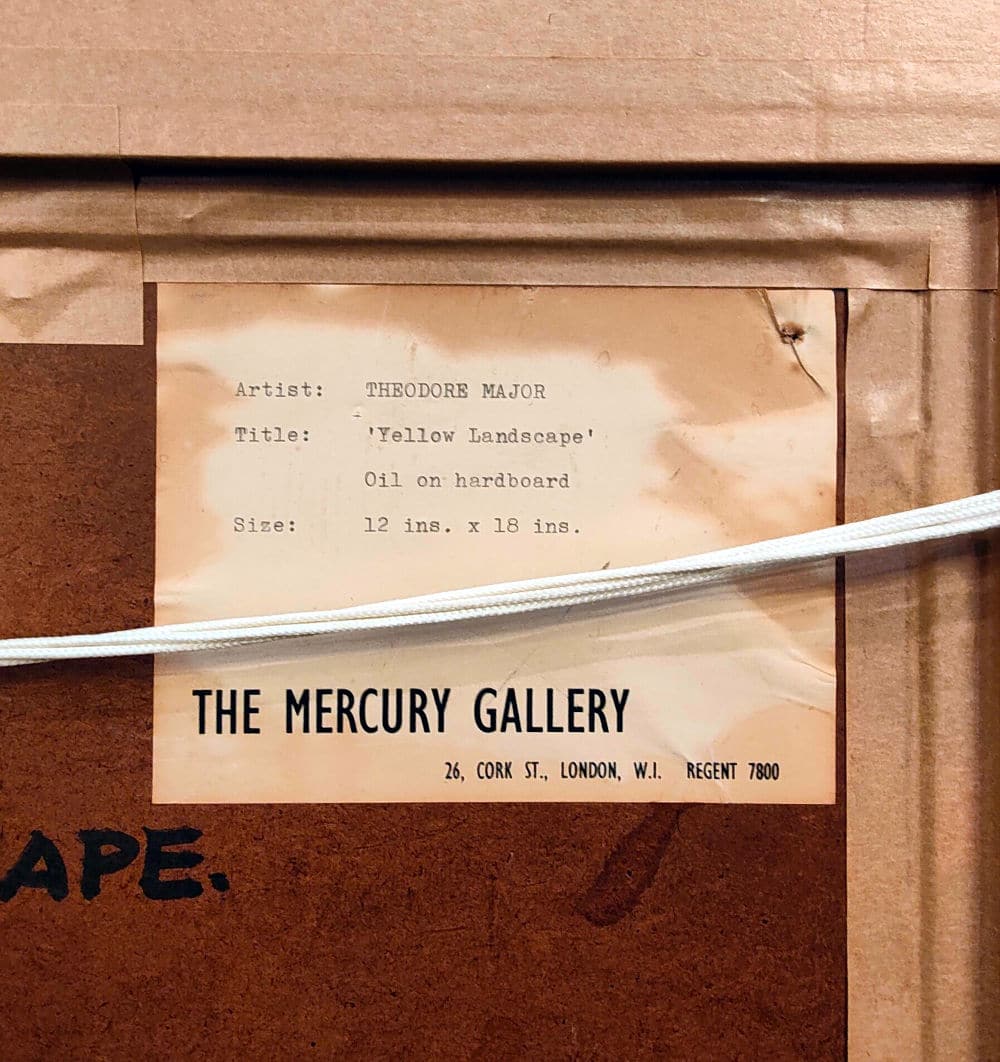 Artist: THEODORE MAJOR
Title: 'Yellow Landscape'
Oil on hardboard
Size: 12 ins. x 18 ins.
THE MERCURY GALLERY
26, CORK ST., LONDON, W.I. REGENT 7800
APE.